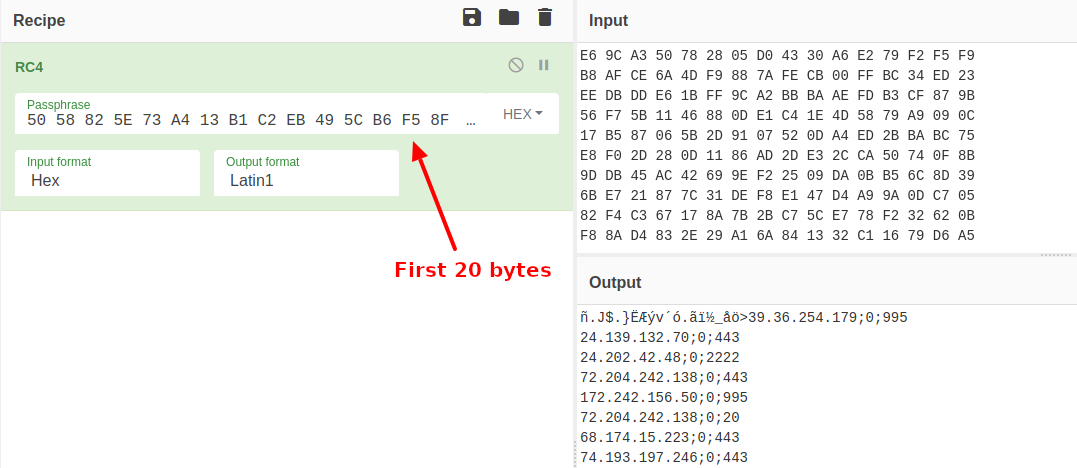 Recipe
RC4
Passphrase
50 58 82 5E 73 A4 13 B1 C2 EB 49 5C B6 F5 8F …
HEX
Input format
Hex
Output format
Latin1
First 20 bytes
Input
E6 9C A3 50 78 28 05 D0 43 30 A6 E2 79 F2 F5 F9
B8 AF CE 6A 4D F9 88 7A FE CB 00 FF BC 34 ED 23
EE DB DD E6 1B FF 9C A2 BB BA AE FD B3 CF 87 9B
56 F7 5B 11 46 88 0D E1 C4 1E 4D 58 79 A9 09 0C
17 B5 87 06 5B 2D 91 07 52 0D A4 ED 2B BA BC 75
E8 F0 2D 28 0D 11 86 AD 2D E3 2C CA 50 74 0F 8B
9D DB 45 AC 42 69 9E F2 25 09 DA 0B B5 6C 8D 39
6B E7 21 87 7C 31 DE F8 E1 47 D4 A9 9A 0D C7 05
82 F4 C3 67 17 8A 7B 2B C7 5C E7 78 F2 32 62 0B
F8 8A D4 83 2E 29 A1 6A 84 13 32 C1 16 79 D6 A5
Output
ñ.J$.}ËÆýv´ó.ãï½_åö>39.36.254.179;0;995
24.139.132.70;0;443
24.202.42.48;0;2222
72.204.242.138;0;443
172.242.156.50;0;995
72.204.242.138;0;20
68.174.15.223;0;443
74.193.197.246;0;443